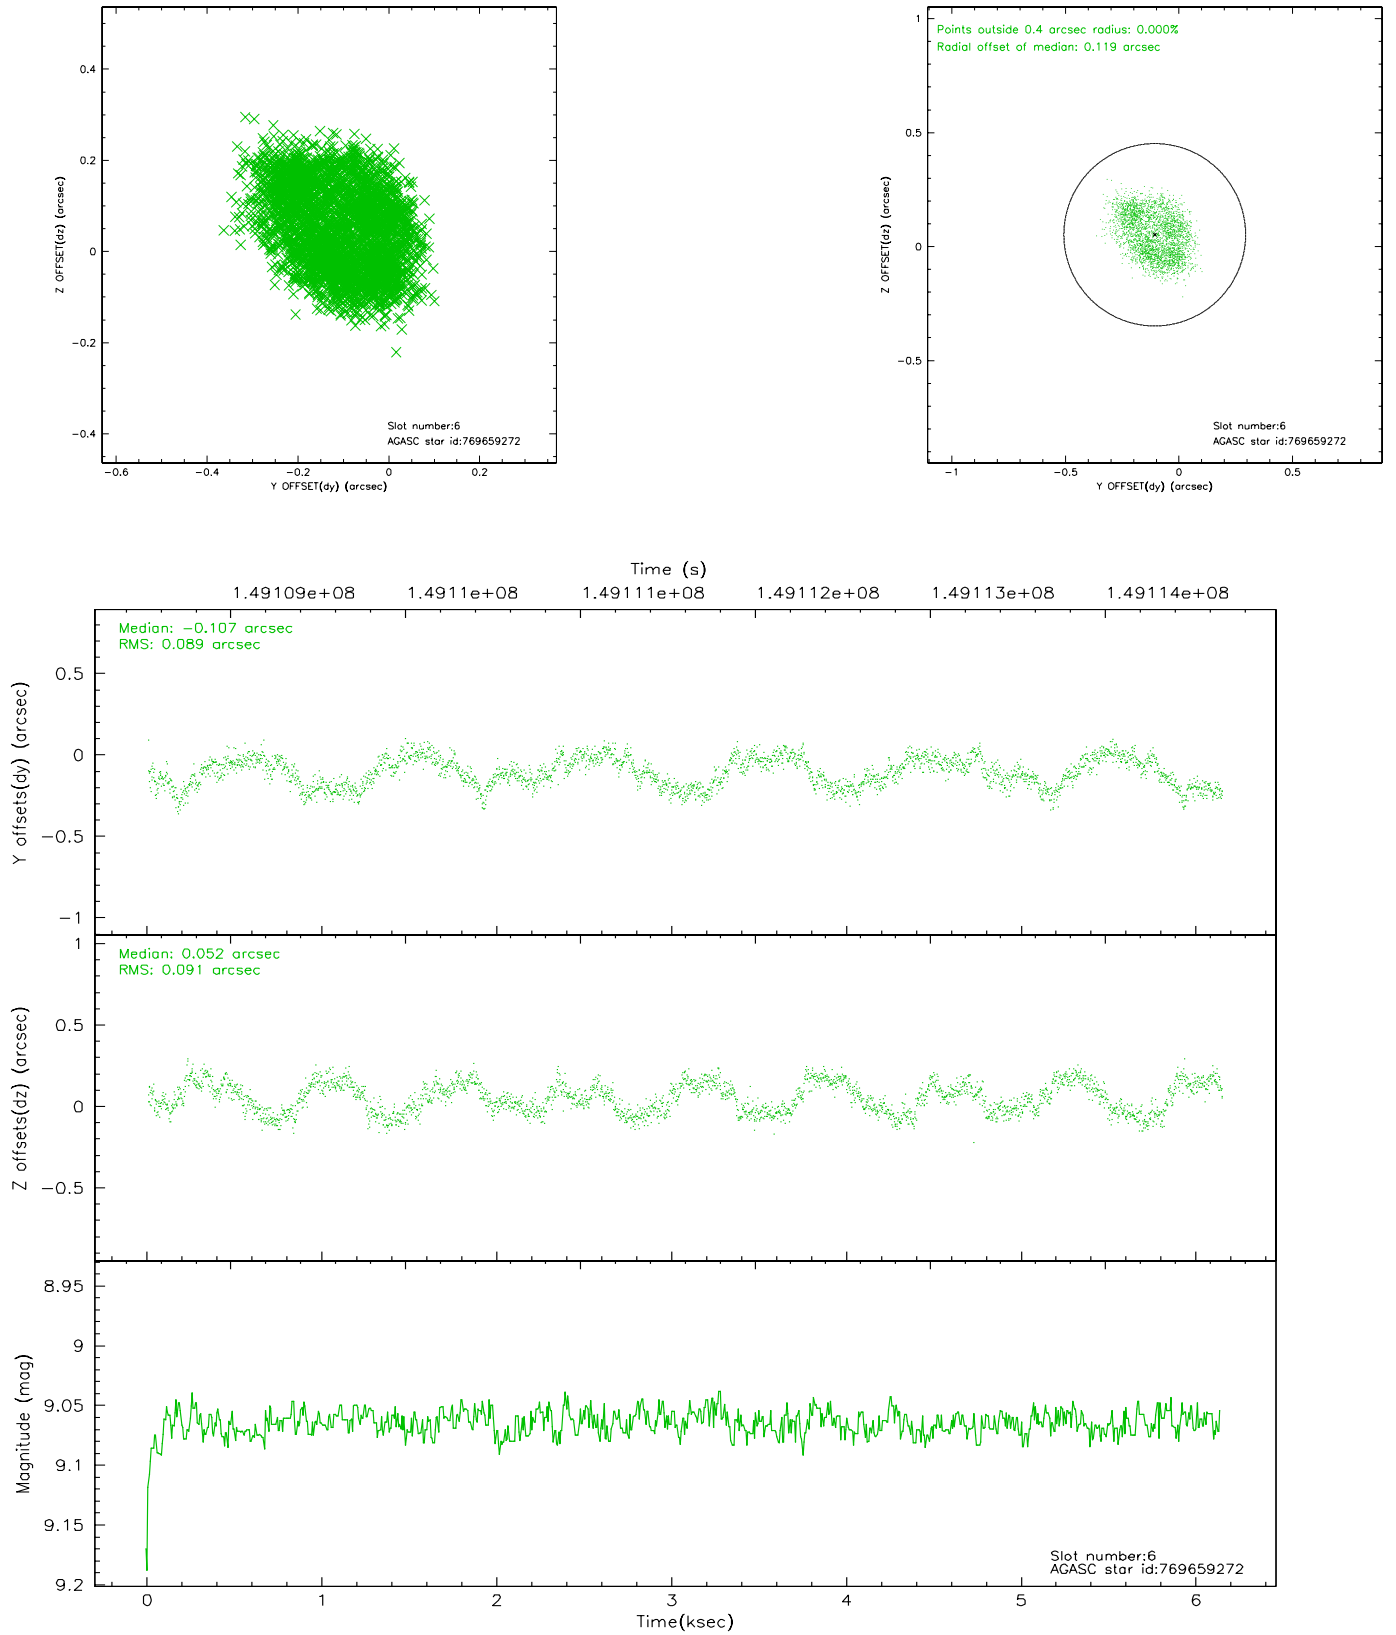 0.4
0.2
0
−0.2
−0.4
Z OFFSET(dz) (arcsec)
Slot number:6
AGASC star id:769659272
−0.6 −0.4 −0.2 0 0.2
Y OFFSET(dy) (arcsec)
Points outside 0.4 arcsec radius: 0.000%
Radial offset of median: 0.119 arcsec
1
0.5
0
−0.5
Z OFFSET(dz) (arcsec)
Slot number:6
AGASC star id:769659272
−1 −0.5 0 0.5
Y OFFSET(dy) (arcsec)
Time (s)
1.49109e+08 1.4911e+08 1.49111e+08 1.49112e+08 1.49113e+08 1.49114e+08
Median: −0.107 arcsec
RMS: 0.089 arcsec
0.5
0
−0.5
−1
Y offsets(dy) (arcsec)
Median: 0.052 arcsec
RMS: 0.091 arcsec
1
0.5
0
−0.5
Z offsets(dz) (arcsec)
8.95
9
9.05
9.1
9.15
9.2
Magnitude (mag)
Slot number:6
AGASC star id:769659272
0 1 2 3 4 5 6
Time(ksec)